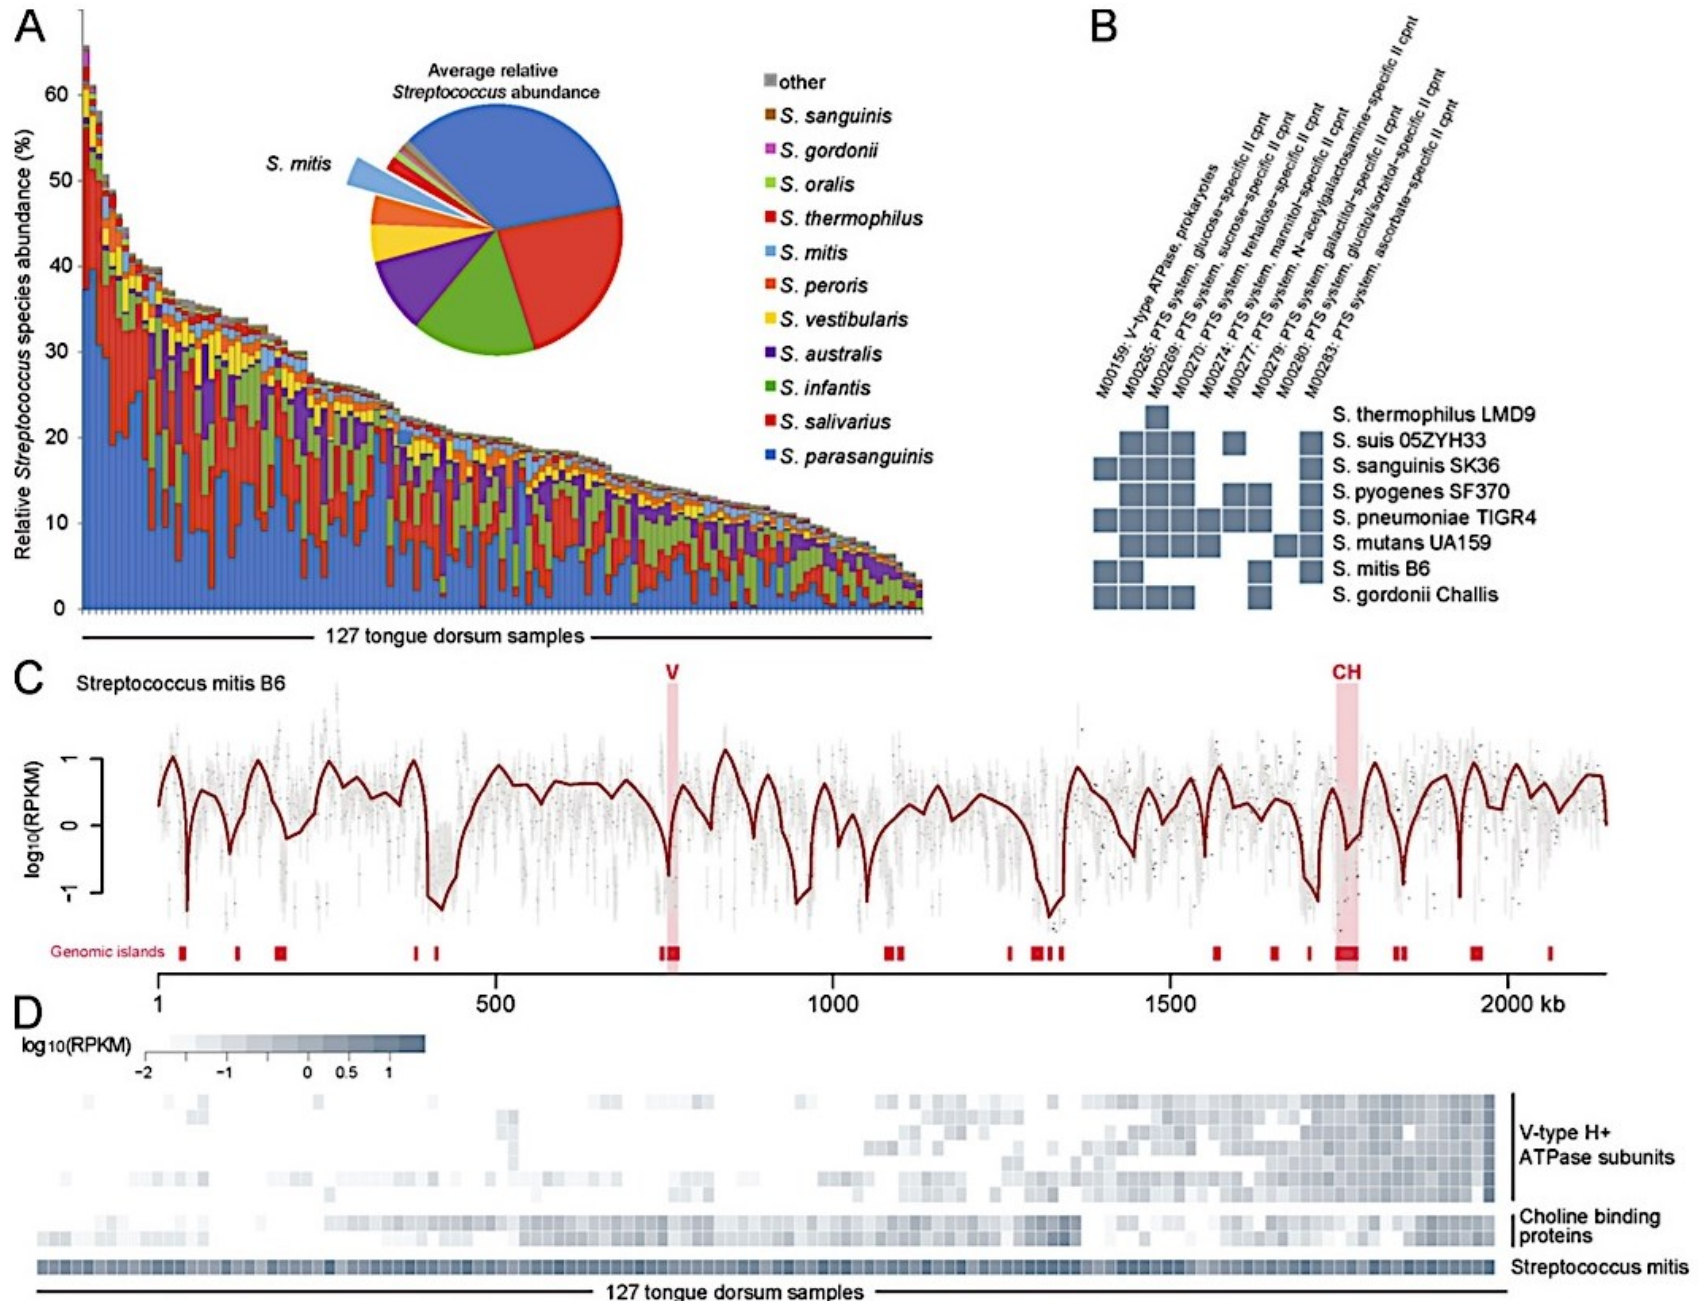 A
Relative Streptococcus species abundance (%)
60
50
40
30
20
10
0
Average relative
Streptococcus abundance
S. mitis
other
S. sanguinis
S. gordonii
S. oralis
S. thermophilus
S. mitis
S. peroris
S. vestibularis
S. australis
S. infantis
S. salivarius
S. parasanguinis
127 tongue dorsum samples
B
M00159: V-type ATPase, prokaryotes
M00265: PTS system, glucose-specific II cpnt
M00269: PTS system, sucrose-specific II cpnt
M00270: PTS system, trehalose-specific II cpnt
M00274: PTS system, mannitol-specific II cpnt
M00277: PTS system, N-acetylgalactosamine-specific II cpnt
M00279: PTS system, galactitol-specific II cpnt
M00280: PTS system, glucitol/sorbitol-specific II cpnt
M00283: PTS system, ascorbate-specific II cpnt
S. thermophilus LMD9
S. suis 05ZYH33
S. sanguinis SK36
S. pyogenes SF370
S. pneumoniae TIGR4
S. mutans UA159
S. mitis B6
S. gordonii Challis
C
Streptococcus mitis B6
V
CH
log10(RPKM)
1
0
-1
Genomic islands
1
500
1000
1500
2000 kb
D
log10(RPKM)
-2
-1
0
0.5
1
V-type H+
ATPase subunits
Choline binding
proteins
Streptococcus mitis
127 tongue dorsum samples